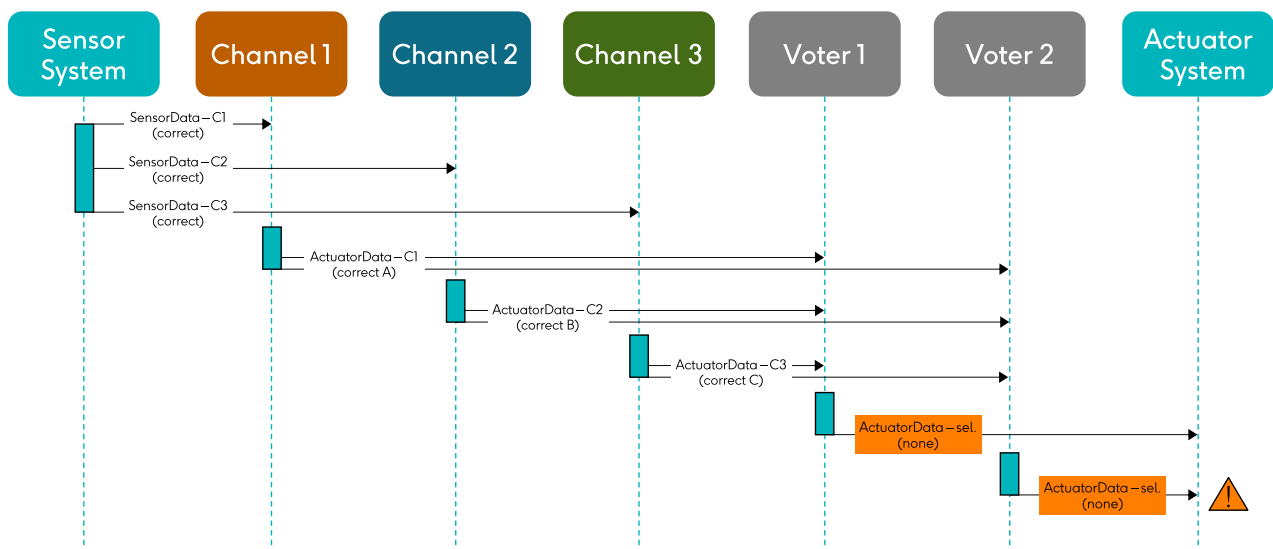 Sensor
System
Channel 1
Channel 2
Channel 3
Voter 1
Voter 2
Actuator
System
SensorData–C1
(correct)
SensorData–C2
(correct)
SensorData–C3
(correct)
ActuatorData–C1
(correct A)
ActuatorData–C2
(correct B)
ActuatorData–C3
(correct C)
ActuatorData–sel.
(none)
ActuatorData–sel.
(none)
!